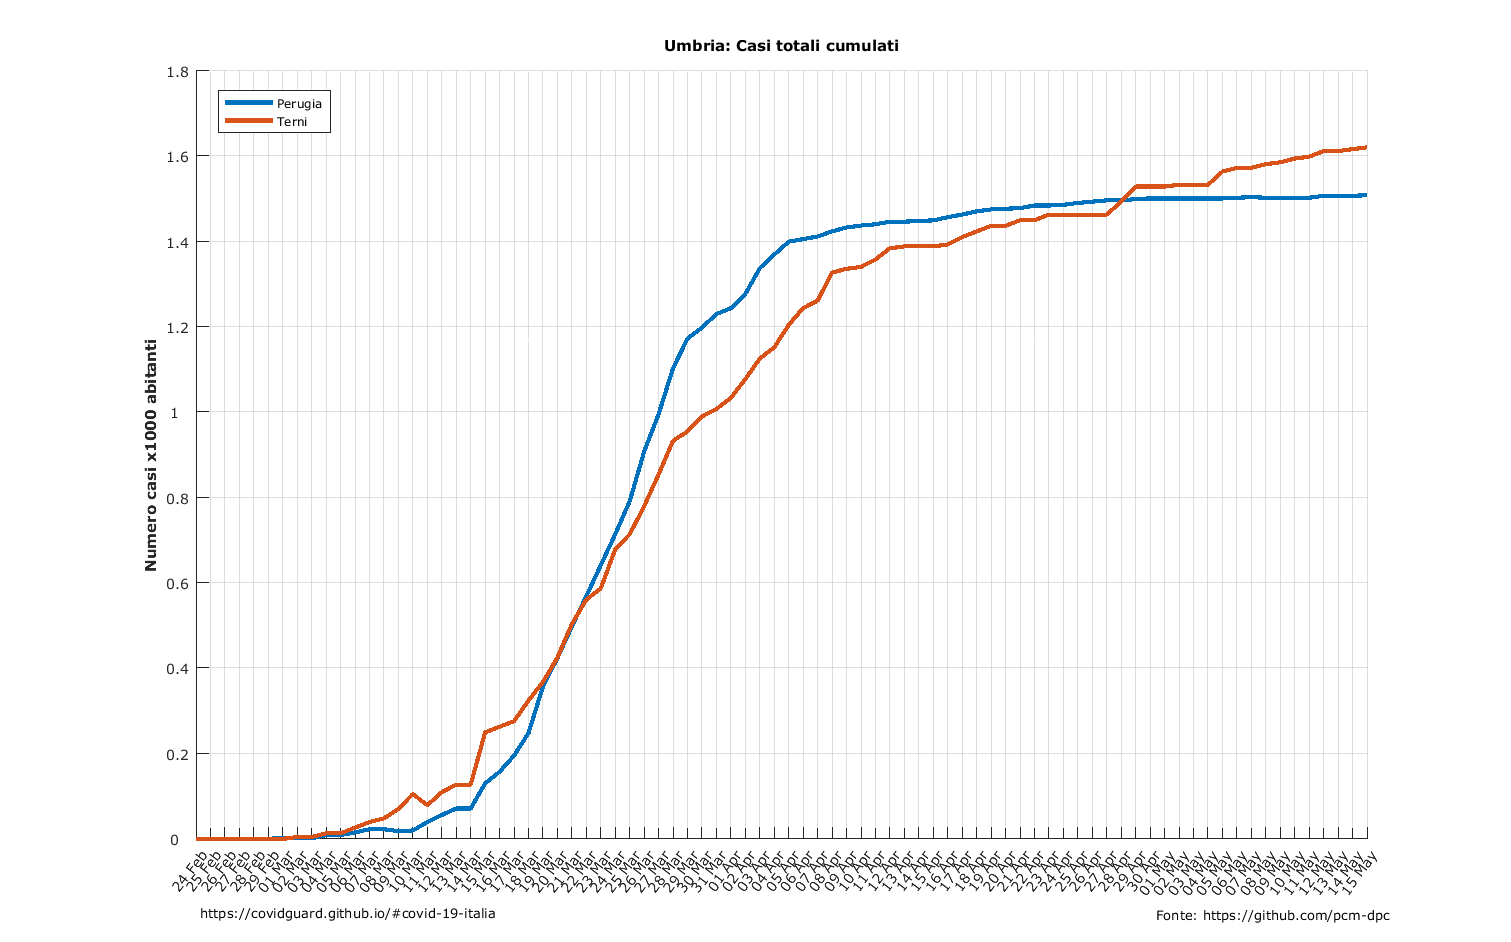 Umbria: Casi totali cumulati
1.8
1.6
1.4
1.2
1
0.8
0.6
0.4
0.2
0
Perugia
Terni
Numero casi x1000 abitanti
24 Feb
25 Feb
26 Feb
27 Feb
28 Feb
29 Feb
01 Mar
02 Mar
03 Mar
04 Mar
05 Mar
06 Mar
07 Mar
08 Mar
09 Mar
10 Mar
11 Mar
12 Mar
13 Mar
14 Mar
15 Mar
16 Mar
17 Mar
18 Mar
19 Mar
20 Mar
21 Mar
22 Mar
23 Mar
24 Mar
25 Mar
26 Mar
27 Mar
28 Mar
29 Mar
30 Mar
31 Mar
01 Apr
02 Apr
03 Apr
04 Apr
05 Apr
06 Apr
07 Apr
08 Apr
09 Apr
10 Apr
11 Apr
12 Apr
13 Apr
14 Apr
15 Apr
16 Apr
17 Apr
18 Apr
19 Apr
20 Apr
21 Apr
22 Apr
23 Apr
24 Apr
25 Apr
26 Apr
27 Apr
28 Apr
29 Apr
30 Apr
01 May
02 May
03 May
04 May
05 May
06 May
07 May
08 May
09 May
10 May
11 May
12 May
13 May
14 May
15 May
https://covidguard.github.io/#covid-19-italia
Fonte: https://github.com/pcm-dpc